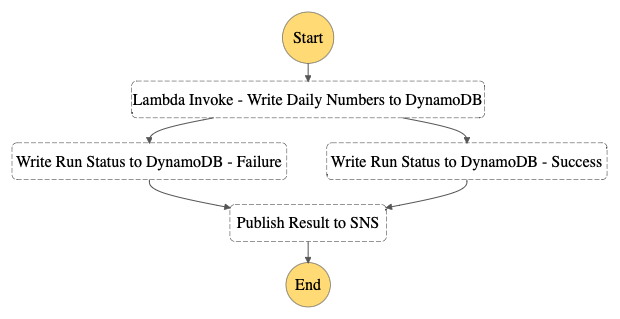 Start
Lambda Invoke - Write Daily Numbers to DynamoDB
Write Run Status to DynamoDB - Failure
Write Run Status to DynamoDB - Success
Publish Result to SNS
End